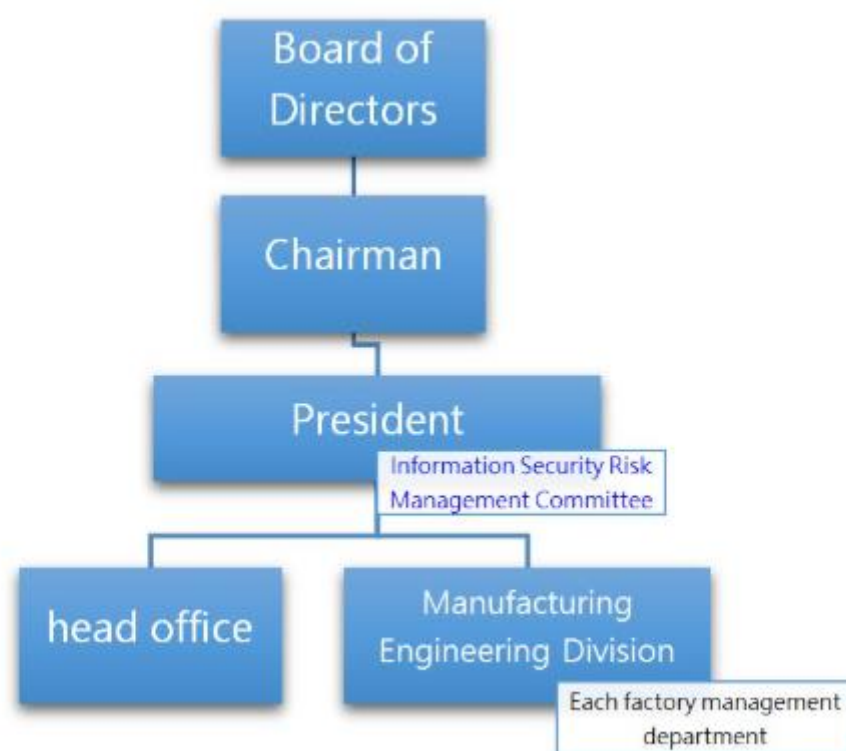 Board of
Directors
Chairman
President
Information Security Risk
Management Committee
head office
Manufacturing
Engineering Division
Each factory management
department